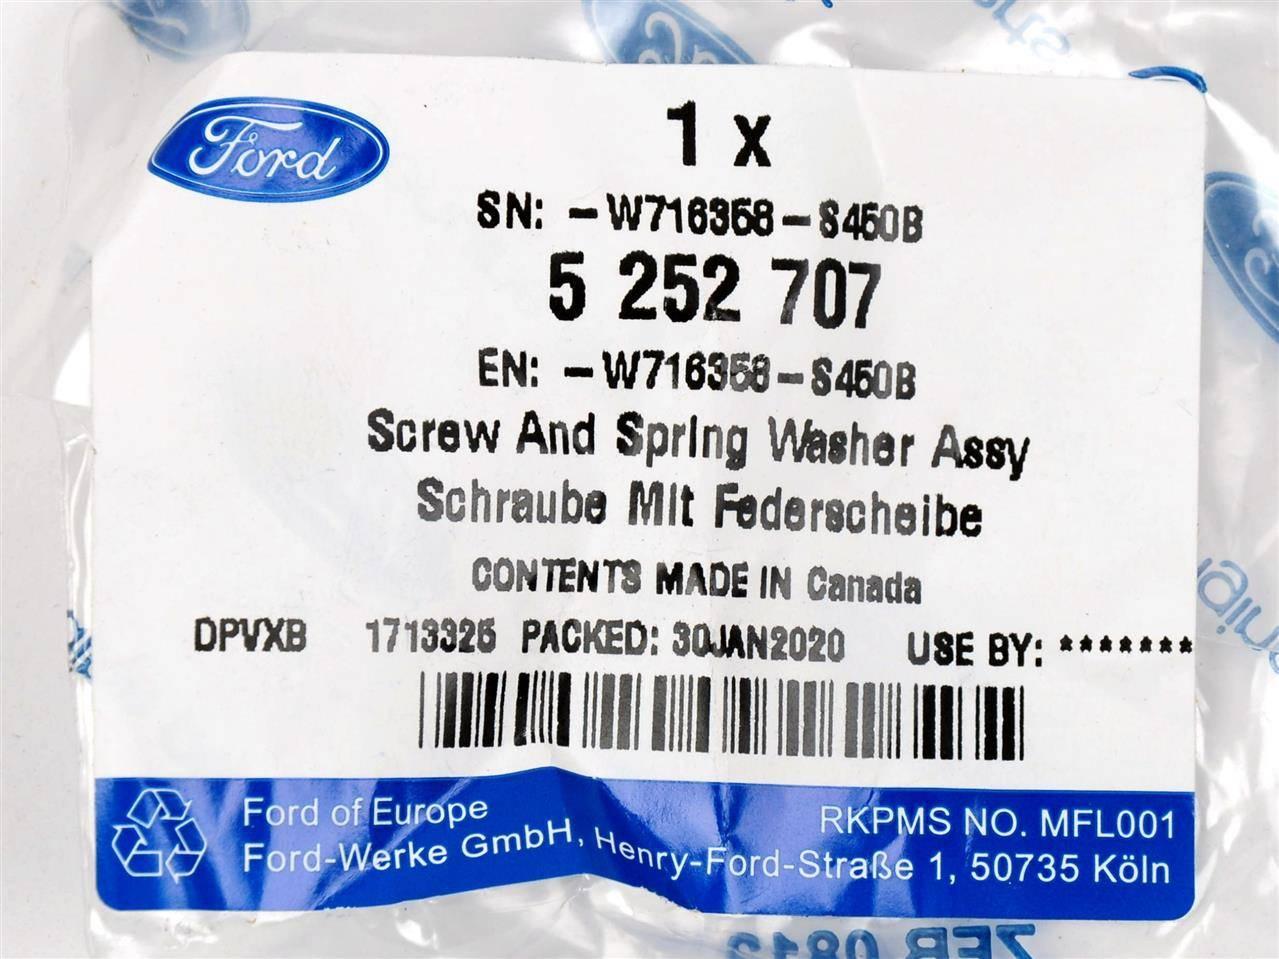 Ford
1 x
SN: -W716358-S450B
5 252 707
EN: -W716358-S450B
Screw And Spring Washer Assy
Schraube Mit Federscheibe
CONTENTS MADE IN Canada
DPVXB 1713325 PACKED: 30JAN2020 USE BY: *******
Ford of Europe
Ford-Werke GmbH, Henry-Ford-Straße 1, 50735 Köln
RKPMS NO. MFL001